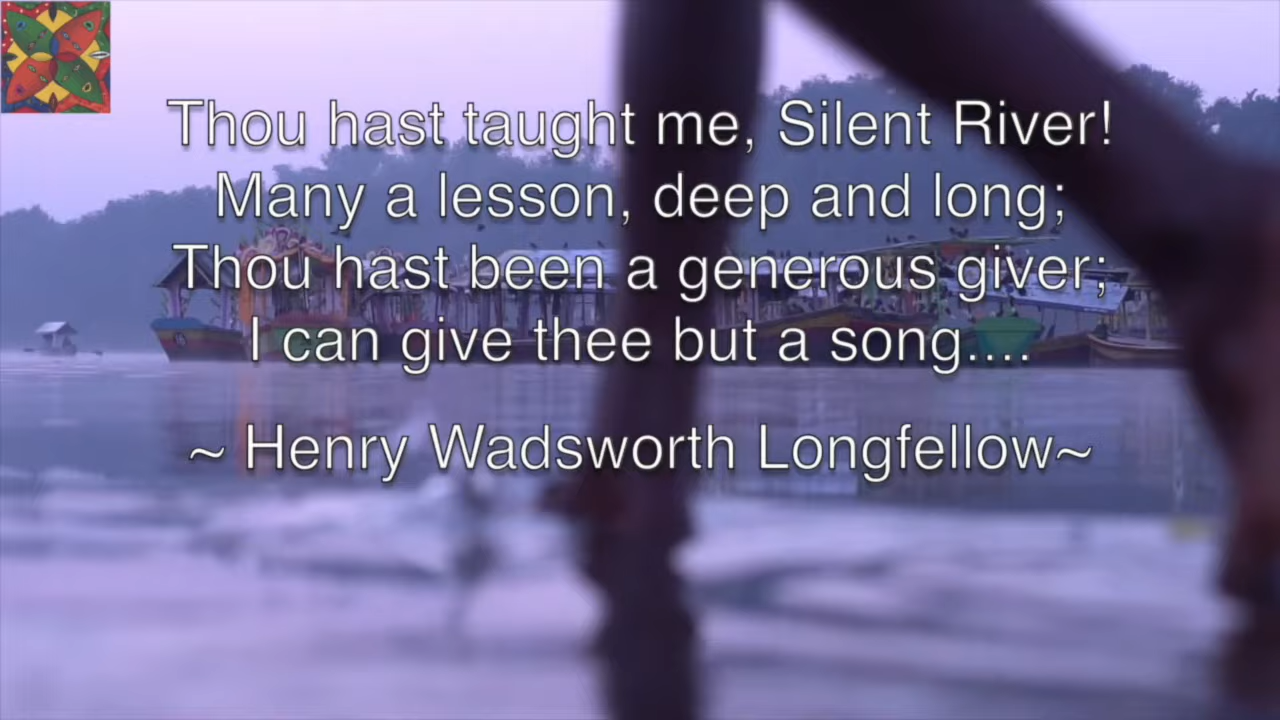 Thou hast taught me, Silent River!
Many a lesson, deep and long;
Thou hast been a generous giver;
I can give thee but a song....
~ Henry Wadsworth Longfellow~